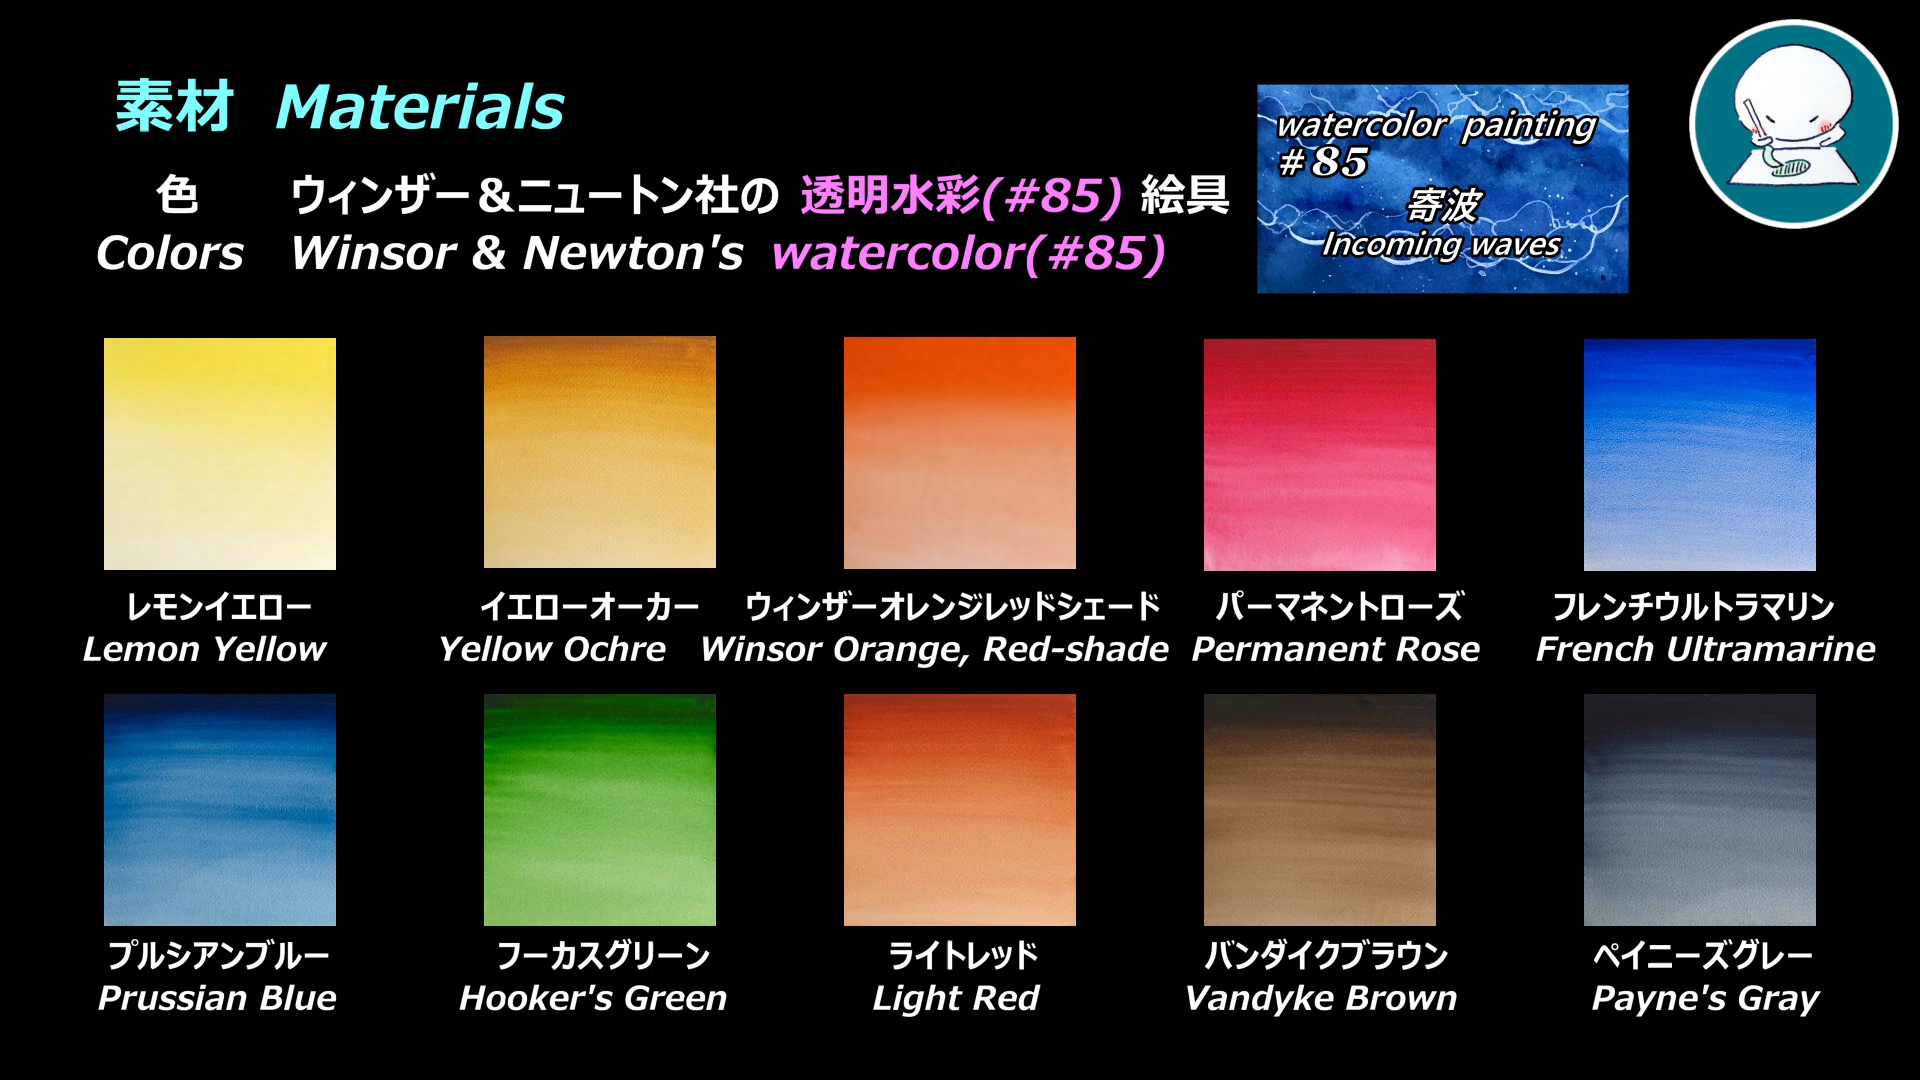 素材 Materials
色 ウィンザー＆ニュートン社の 透明水彩(#85) 絵具
Colors Winsor & Newton's watercolor(#85)
watercolor painting
#85
寄波
Incoming waves
レモンイエロー
Lemon Yellow
イエローオーカー
Yellow Ochre
ウィンザーオレンジレッドシェード
Winsor Orange, Red-shade
パーマネントローズ
Permanent Rose
フレンチウルトラマリン
French Ultramarine
プルシアンブルー
Prussian Blue
フーカスグリーン
Hooker's Green
ライトレッド
Light Red
バンダイクブラウン
Vandyke Brown
ペイニーズグレー
Payne's Gray